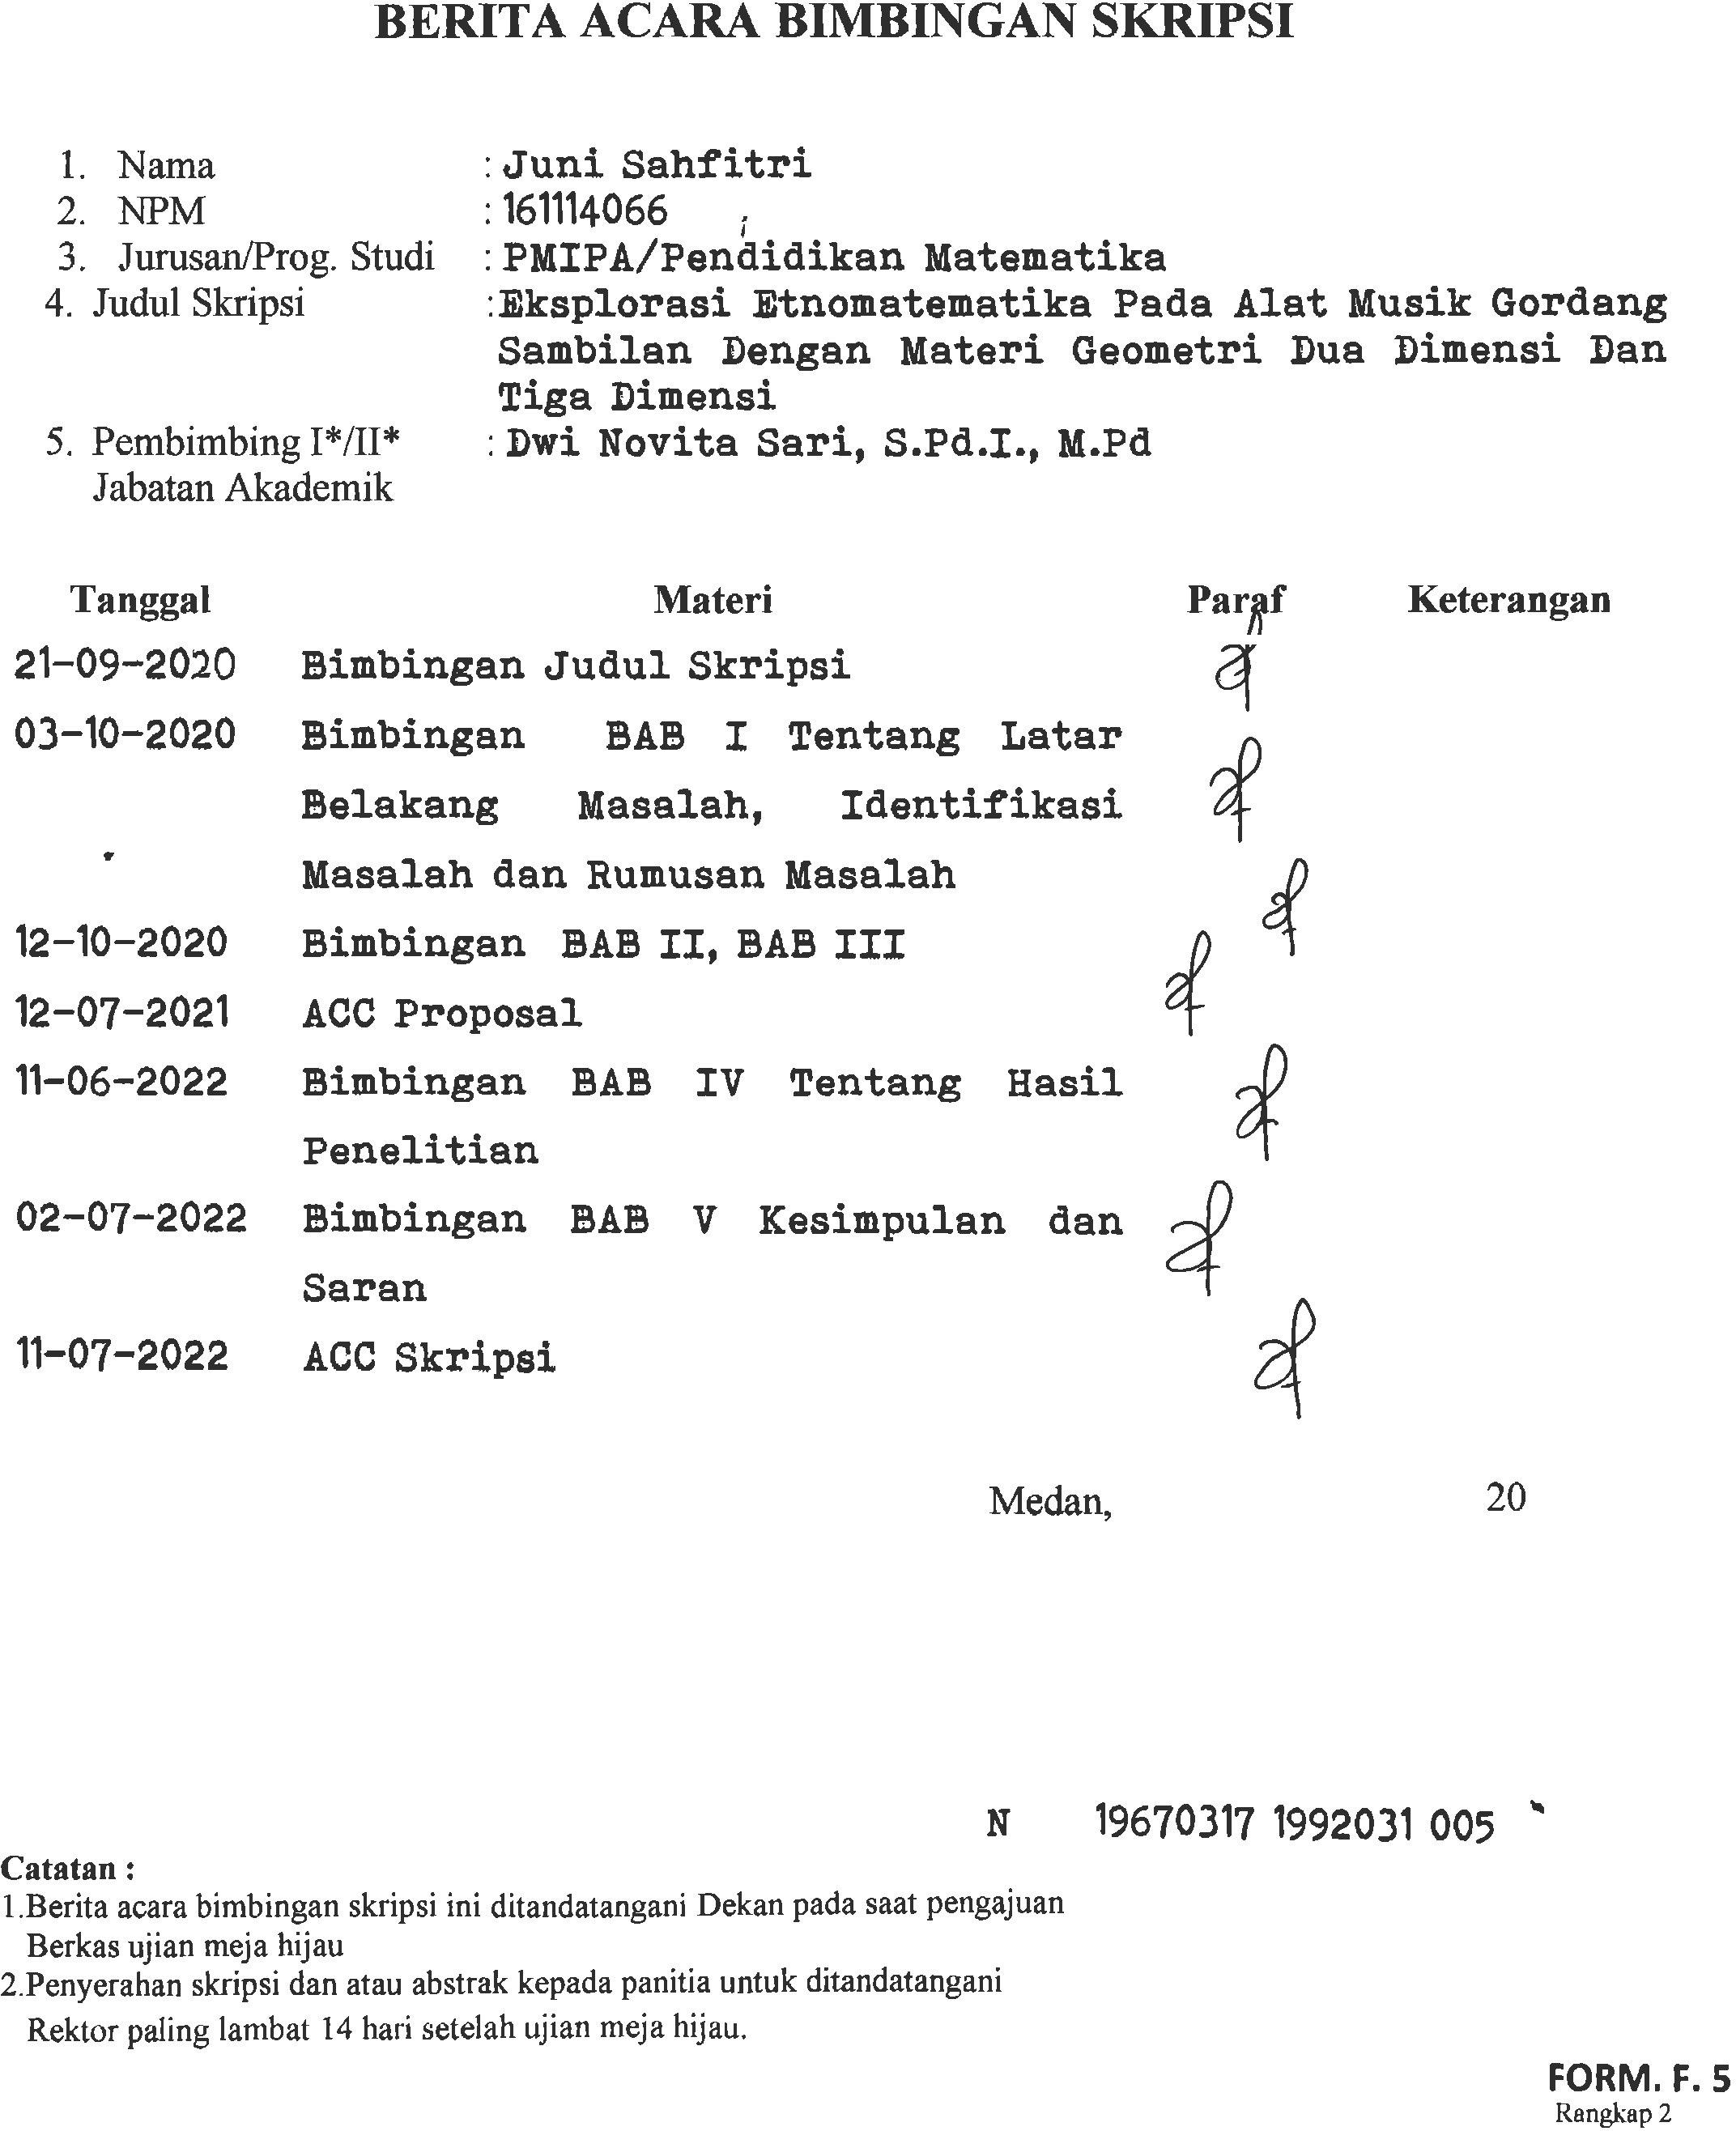 BERITA ACARA BIMBINGAN SKRIPSI
1. Nama : Juni Sahfitri
2. NPM : 161114066
3. Jurusan/Prog. Studi : PMIPA/Pendidikan Matematika
4. Judul Skripsi :Eksplorasi Etnomatematika Pada Alat Musik Gordang
Sambilan Dengan Materi Geometri Dua Dimensi Dan
Tiga Dimensi
5. Pembimbing I*/II* : Dwi Novita Sari, S.Pd.I., M.Pd
Jabatan Akademik
Tanggal Materi Paraf Keterangan
21-09-2020 Bimbingan Judul Skripsi
03-10-2020 Bimbingan BAB I Tentang Latar
Belakang Masalah, Identifikasi
Masalah dan Rumusan Masalah
12-10-2020 Bimbingan BAB II, BAB III
12-07-2021 ACC Proposal
11-06-2022 Bimbingan BAB IV Tentang Hasil
Penelitian
02-07-2022 Bimbingan BAB V Kesimpulan dan
Saran
11-07-2022 ACC Skripsi
Medan, 20
N 19670317 1992031 005
Catatan :
1.Berita acara bimbingan skripsi ini ditandatangani Dekan pada saat pengajuan
Berkas ujian meja hijau
2.Penyerahan skripsi dan atau abstrak kepada panitia untuk ditandatangani
Rektor paling lambat 14 hari setelah ujian meja hijau.
FORM. F. 5
Rangkap 2